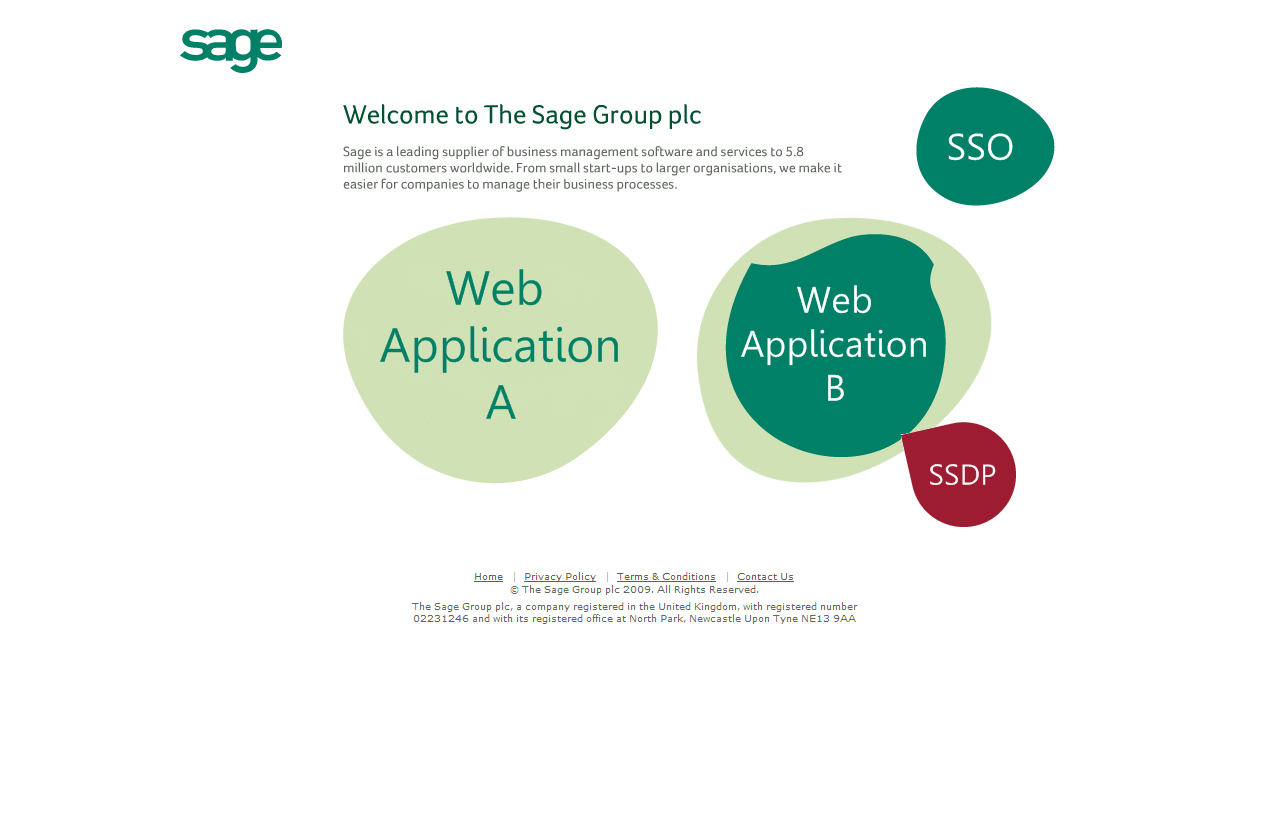 sage
Welcome to The Sage Group plc
Sage is a leading supplier of business management software and services to 5.8
million customers worldwide. From small start-ups to larger organisations, we make it
easier for companies to manage their business processes.
SSO
Web
Application
A
Web
Application
B
SSDP
Home | Privacy Policy | Terms & Conditions | Contact Us
© The Sage Group plc 2009. All Rights Reserved.
The Sage Group plc, a company registered in the United Kingdom, with registered number
02231246 and with its registered office at North Park, Newcastle Upon Tyne NE13 9AA